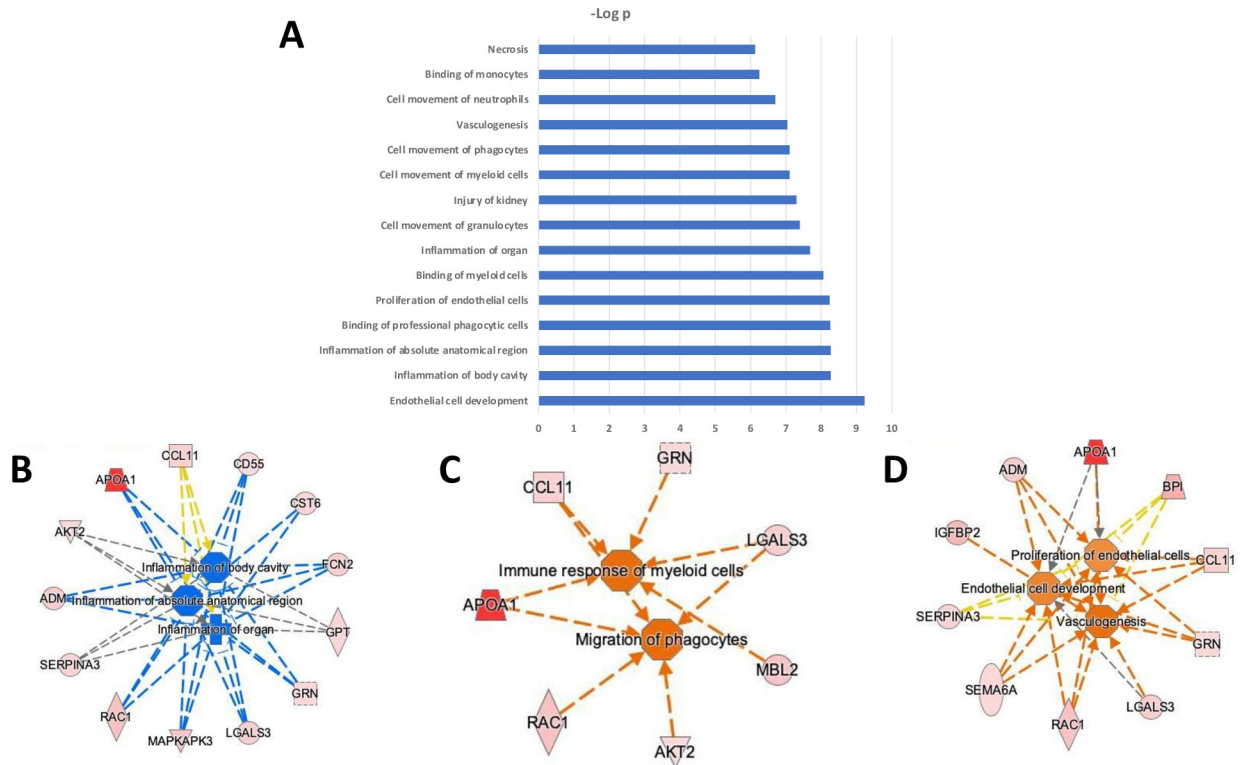 -Log p
A
Necrosis
Binding of monocytes
Cell movement of neutrophils
Vasculogenesis
Cell movement of phagocytes
Cell movement of myeloid cells
Injury of kidney
Cell movement of granulocytes
Inflammation of organ
Binding of myeloid cells
Proliferation of endothelial cells
Binding of professional phagocytic cells
Inflammation of absolute anatomical region
Inflammation of body cavity
Endothelial cell development
0 1 2 3 4 5 6 7 8 9 10
B
CCL11
CD55
APOA1
CST6
AKT2
Inflammation of body cavity
FCN2
ADM
Inflammation of absolute anatomical region
Inflammation of organ
GPT
SERPINA3
GRN
RAC1
MAPKAPK3
LGALS3
C
GRN
CCL11
LGALS3
Immune response of myeloid cells
APOA1
Migration of phagocytes
MBL2
RAC1
AKT2
D
APOA1
ADM
BPI
IGFBP2
Proliferation of endothelial cells
CCL11
Endothelial cell development
SERPINA3
Vasculogenesis
GRN
SEMA6A
LGALS3
RAC1